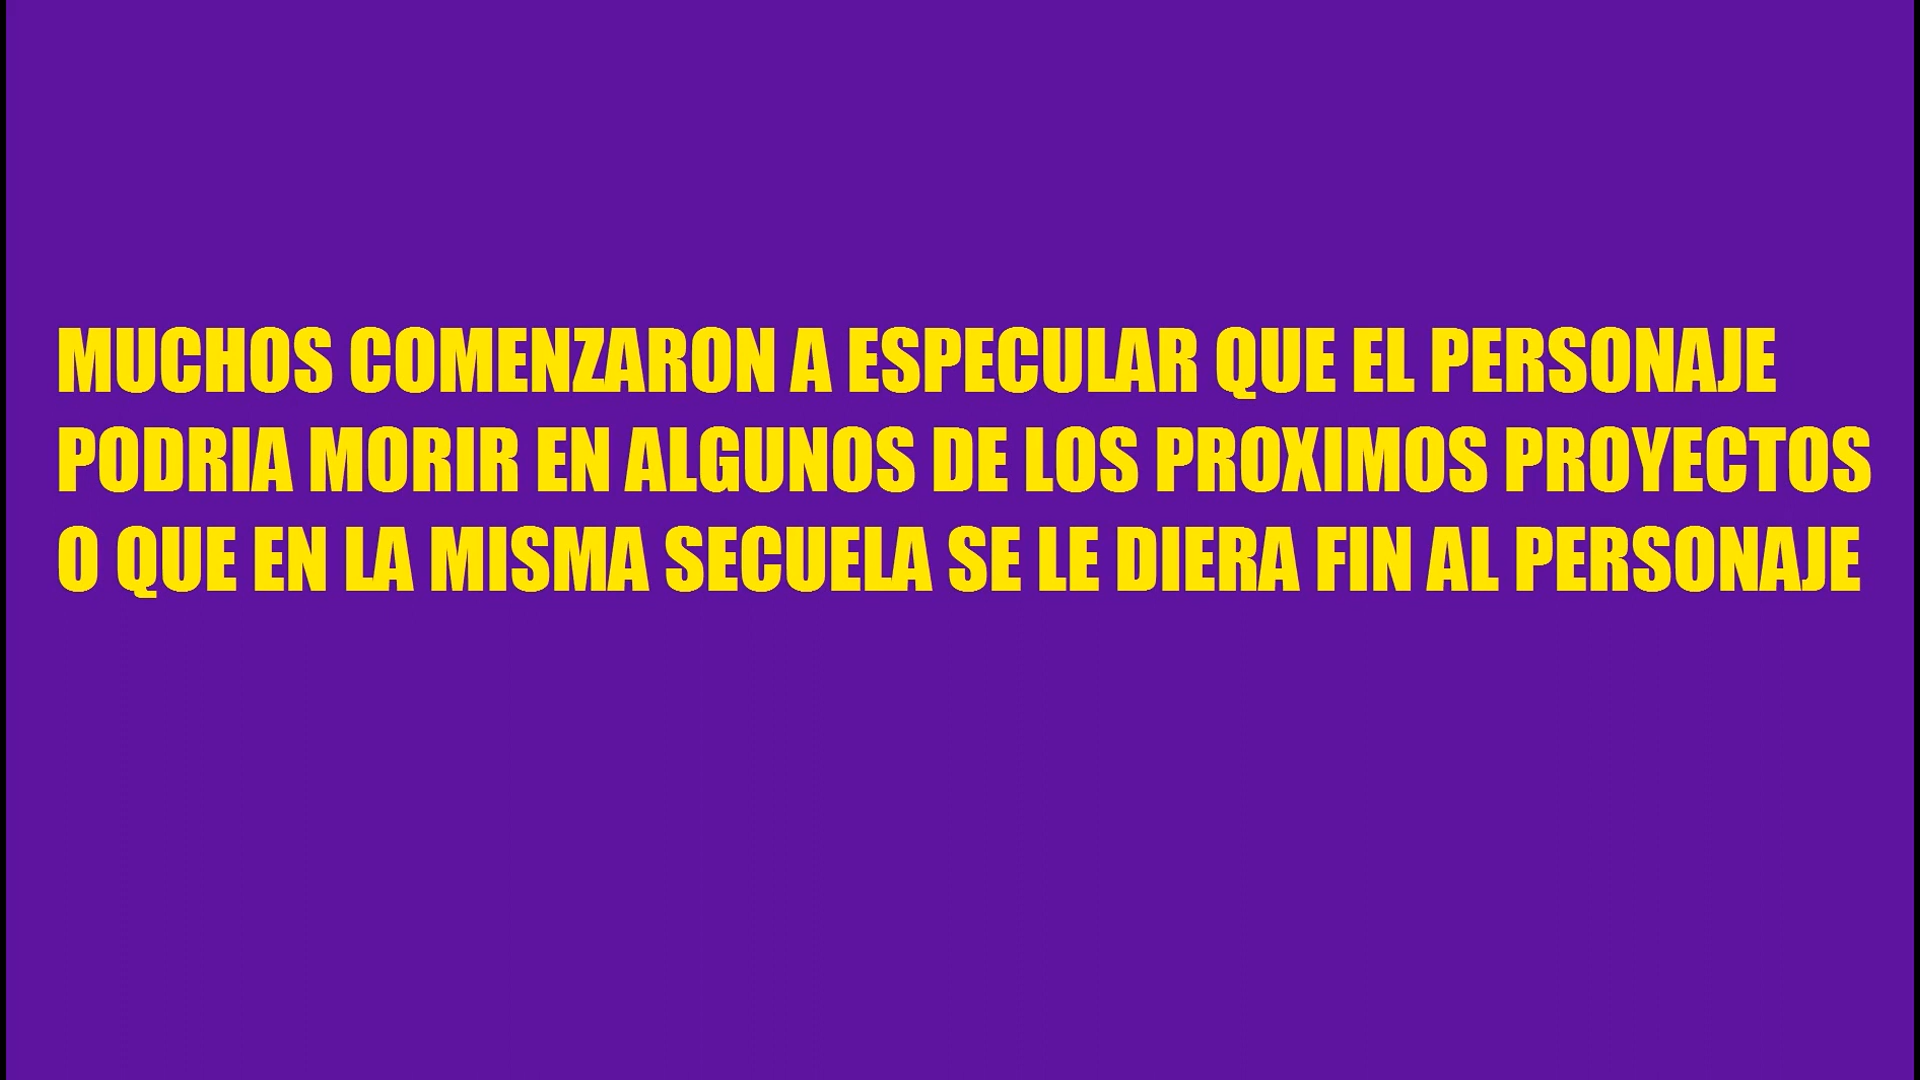 MUCHOS COMENZARON A ESPECULAR QUE EL PERSONAJE
PODRIA MORIR EN ALGUNOS DE LOS PROXIMOS PROYECTOS
O QUE EN LA MISMA SECUELA SE LE DIERA FIN AL PERSONAJE